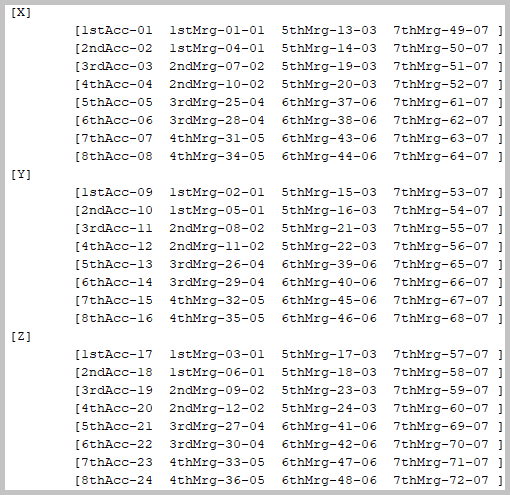 [X]
[1stAcc-01 1stMrg-01-01 5thMrg-13-03 7thMrg-49-07 ]
[2ndAcc-02 1stMrg-04-01 5thMrg-14-03 7thMrg-50-07 ]
[3rdAcc-03 2ndMrg-07-02 5thMrg-19-03 7thMrg-51-07 ]
[4thAcc-04 2ndMrg-10-02 5thMrg-20-03 7thMrg-52-07 ]
[5thAcc-05 3rdMrg-25-04 6thMrg-37-06 7thMrg-61-07 ]
[6thAcc-06 3rdMrg-28-04 6thMrg-38-06 7thMrg-62-07 ]
[7thAcc-07 4thMrg-31-05 6thMrg-43-06 7thMrg-63-07 ]
[8thAcc-08 4thMrg-34-05 6thMrg-44-06 7thMrg-64-07 ]
[Y]
[1stAcc-09 1stMrg-02-01 5thMrg-15-03 7thMrg-53-07 ]
[2ndAcc-10 1stMrg-05-01 5thMrg-16-03 7thMrg-54-07 ]
[3rdAcc-11 2ndMrg-08-02 5thMrg-21-03 7thMrg-55-07 ]
[4thAcc-12 2ndMrg-11-02 5thMrg-22-03 7thMrg-56-07 ]
[5thAcc-13 3rdMrg-26-04 6thMrg-39-06 7thMrg-65-07 ]
[6thAcc-14 3rdMrg-29-04 6thMrg-40-06 7thMrg-66-07 ]
[7thAcc-15 4thMrg-32-05 6thMrg-45-06 7thMrg-67-07 ]
[8thAcc-16 4thMrg-35-05 6thMrg-46-06 7thMrg-68-07 ]
[Z]
[1stAcc-17 1stMrg-03-01 5thMrg-17-03 7thMrg-57-07 ]
[2ndAcc-18 1stMrg-06-01 5thMrg-18-03 7thMrg-58-07 ]
[3rdAcc-19 2ndMrg-09-02 5thMrg-23-03 7thMrg-59-07 ]
[4thAcc-20 2ndMrg-12-02 5thMrg-24-03 7thMrg-60-07 ]
[5thAcc-21 3rdMrg-27-04 6thMrg-41-06 7thMrg-69-07 ]
[6thAcc-22 3rdMrg-30-04 6thMrg-42-06 7thMrg-70-07 ]
[7thAcc-23 4thMrg-33-05 6thMrg-47-06 7thMrg-71-07 ]
[8thAcc-24 4thMrg-36-05 6thMrg-48-06 7thMrg-72-07 ]